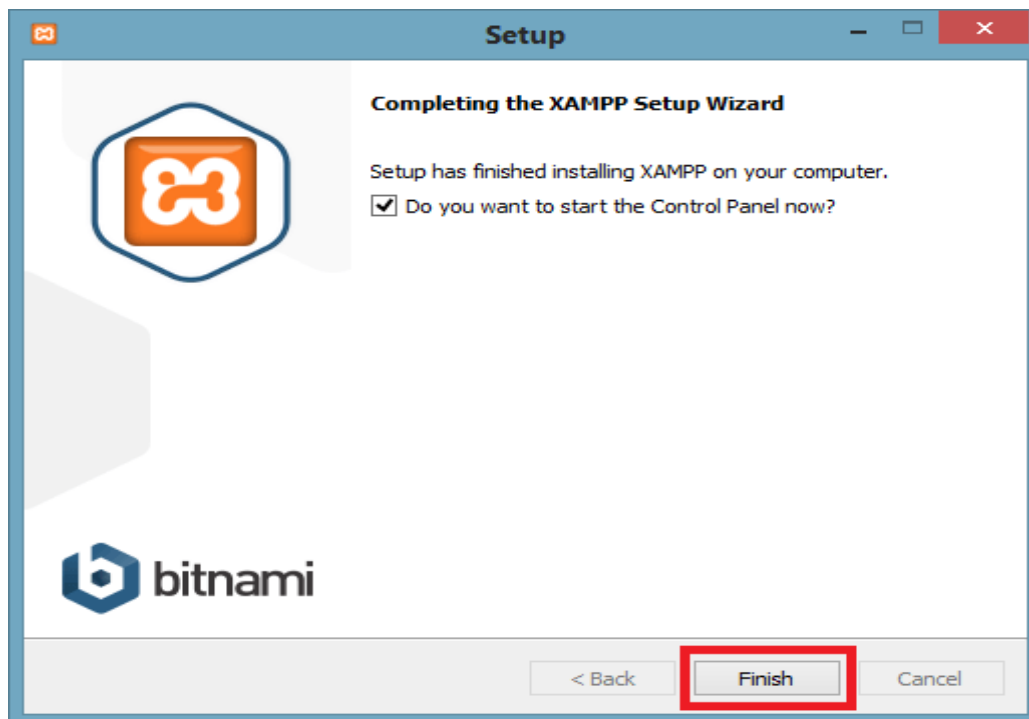 Setup
Completing the XAMPP Setup Wizard
Setup has finished installing XAMPP on your computer.
Do you want to start the Control Panel now?
bitnami
< Back
Finish
Cancel